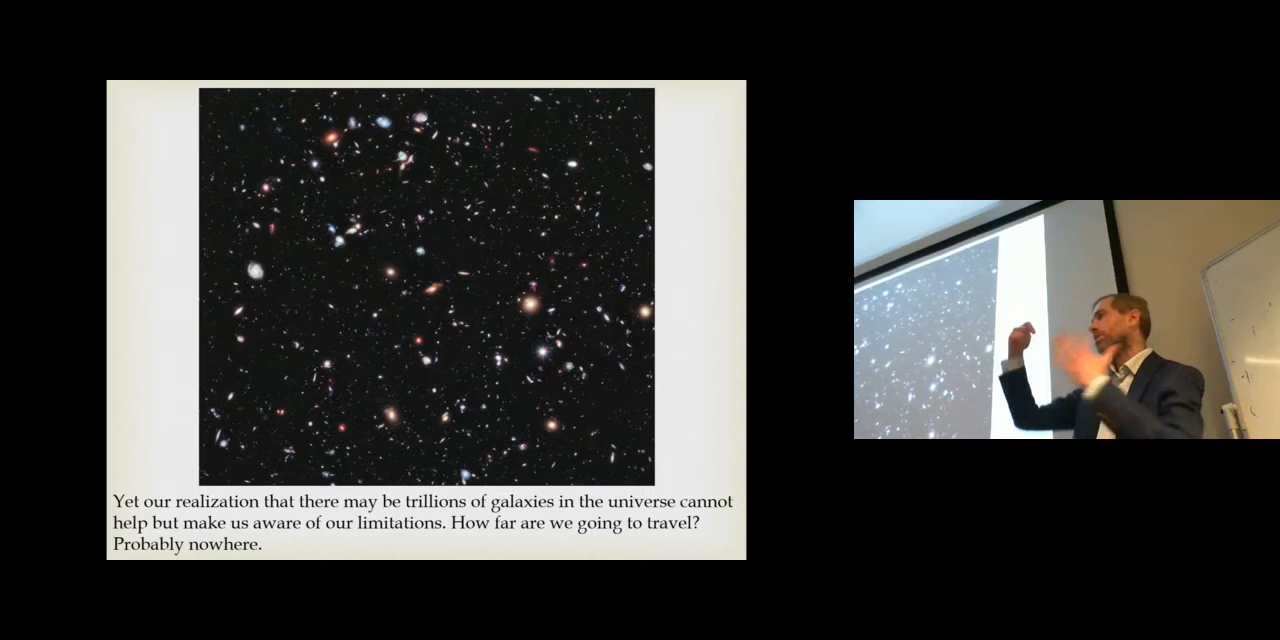 Yet our realization that there may be trillions of galaxies in the universe cannot
help but make us aware of our limitations. How far are we going to travel?
Probably nowhere.